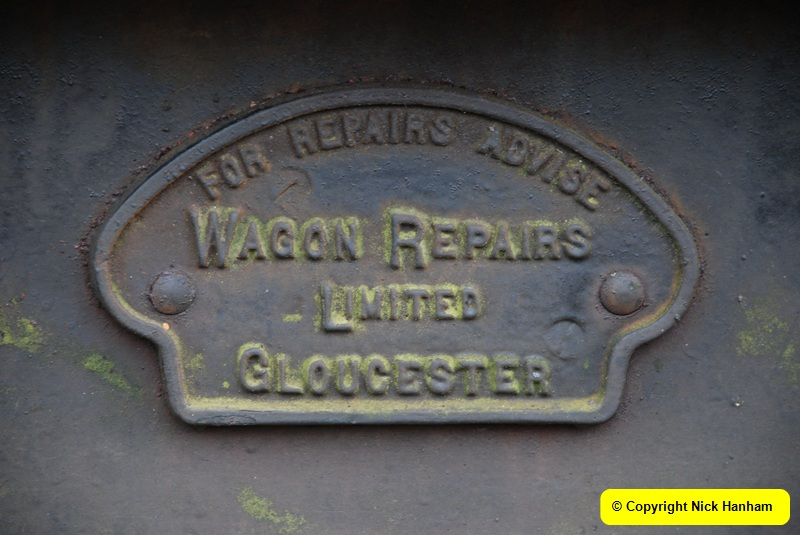 FOR REPAIRS ADVISE
WAGON REPAIRS
LIMITED
GLOUCESTER
© Copyright Nick Hanham